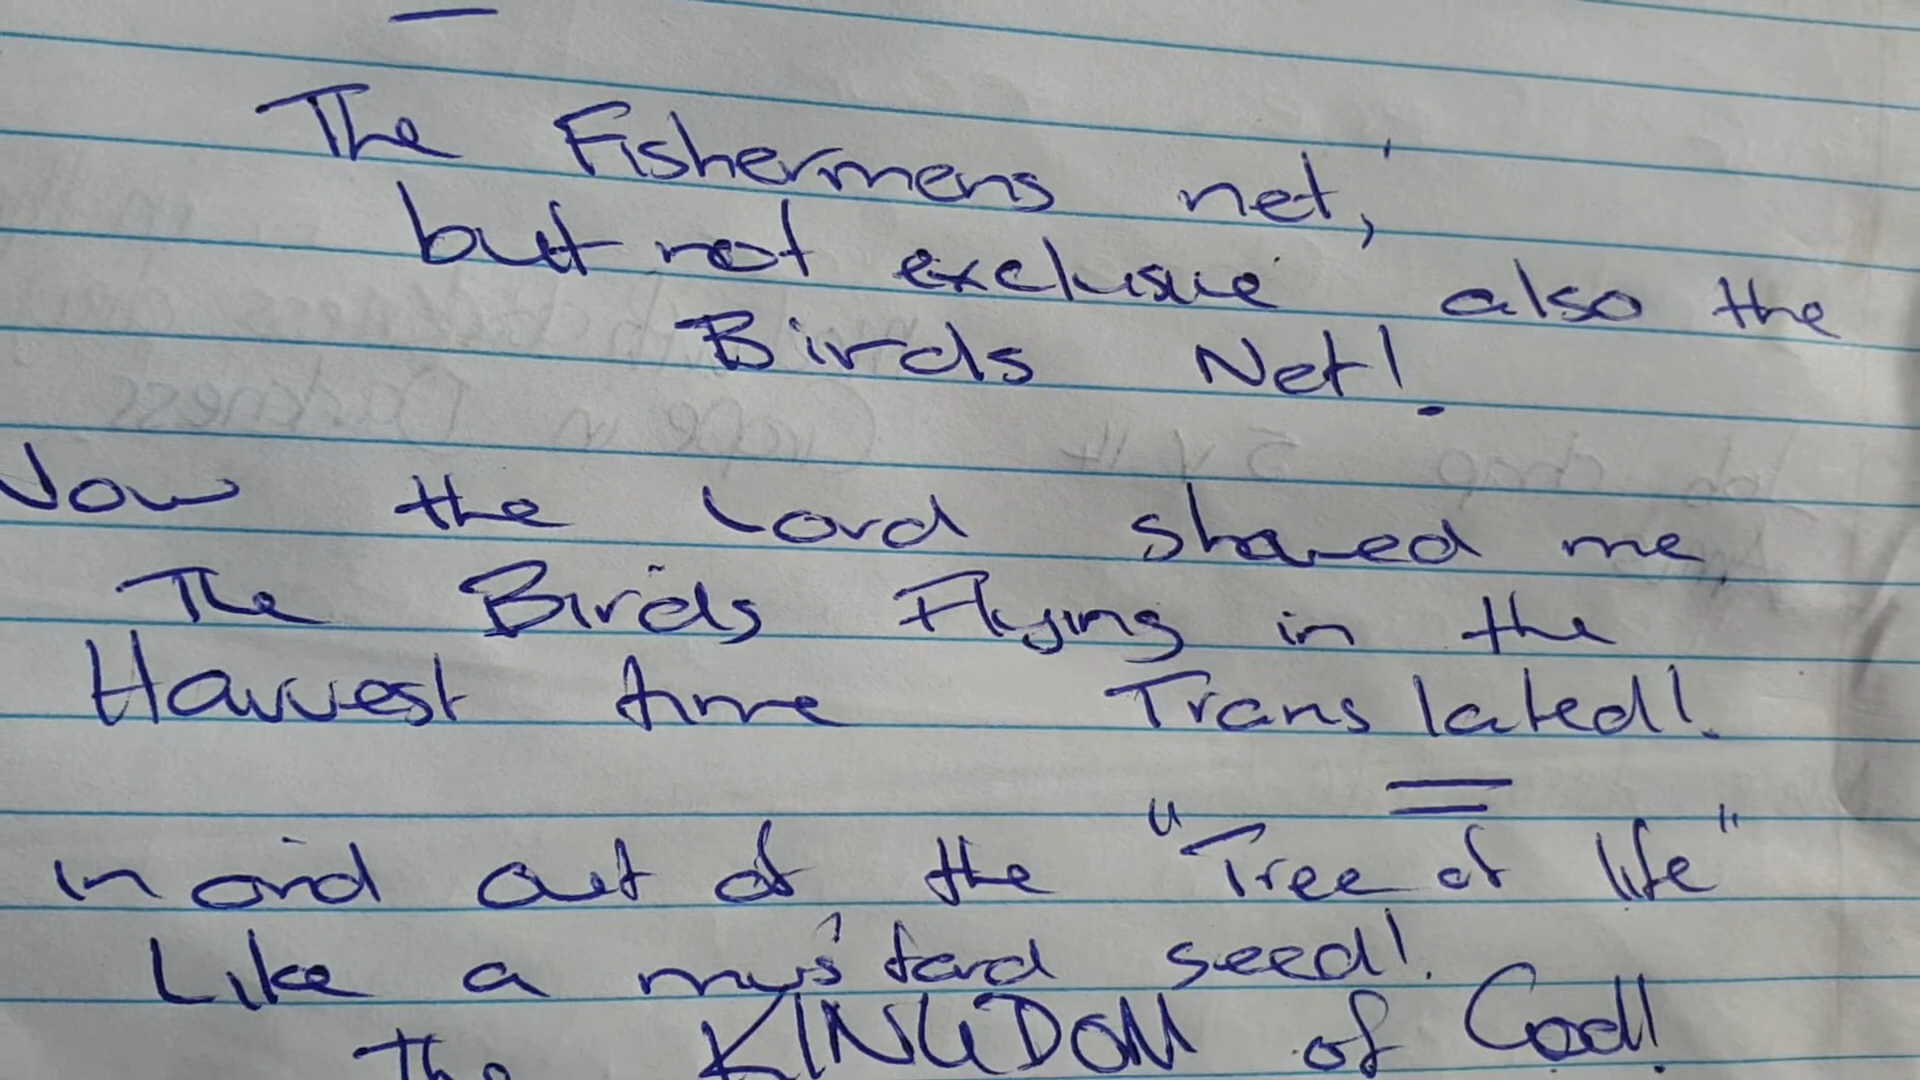 The Fishermens net,
but not exclusive also the
Birds Net!
Now the Lord shared me
The Birds Flying in the
Harvest time Translated!
in and out of the "Tree of life"
Like a mustard seed!
The KINGDOM of God!